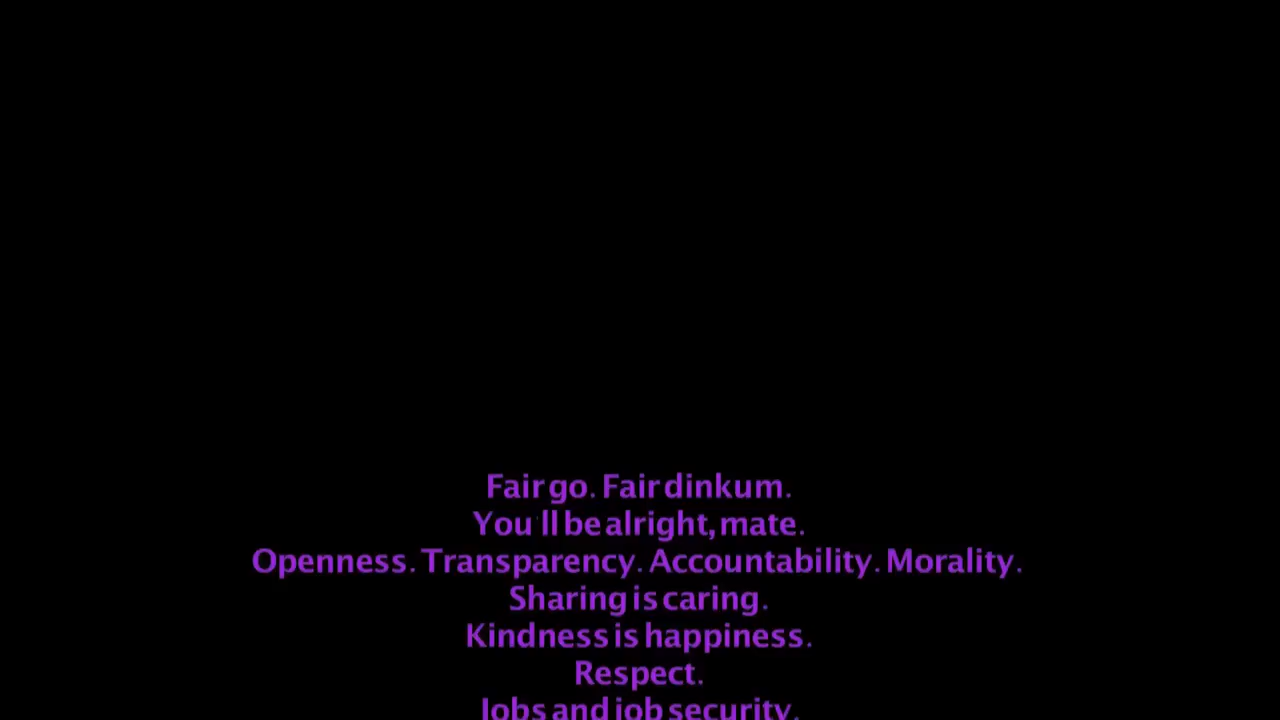 Fair go. Fair dinkum.
You'll be alright, mate.
Openness. Transparency. Accountability. Morality.
Sharing is caring.
Kindness is happiness.
Respect.
Jobs and job security.